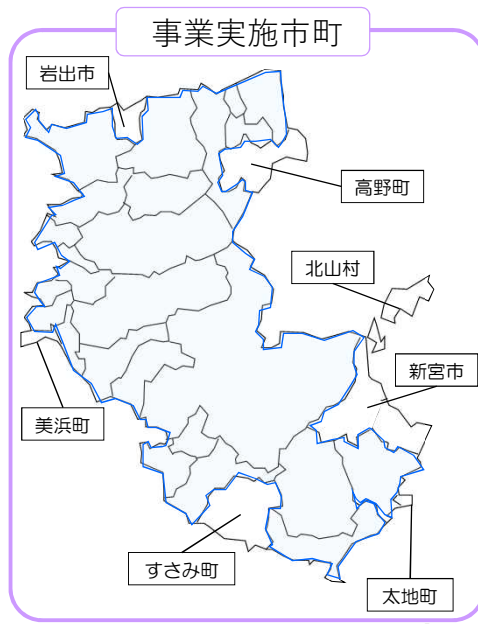 事業実施市町
岩出市
高野町
北山村
新宮市
美浜町
すさみ町
太地町